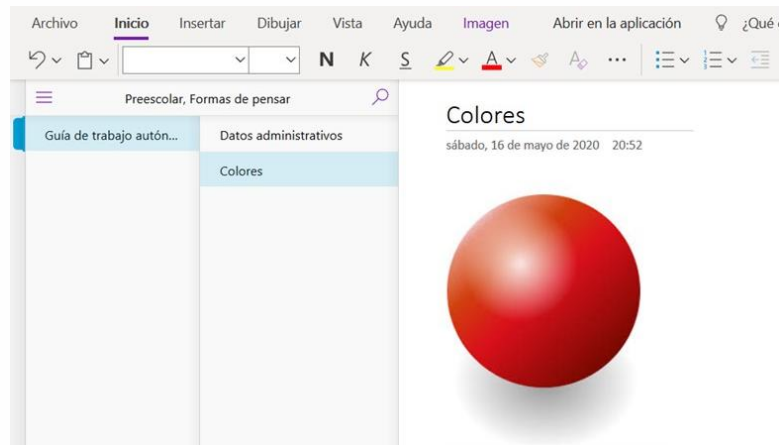 Archivo Inicio Insertar Dibujar Vista Ayuda Imagen Abrir en la aplicación ¿Qué
N K S A A
Preescolar, Formas de pensar
Guía de trabajo autón...
Datos administrativos
Colores
Colores
sábado, 16 de mayo de 2020 20:52